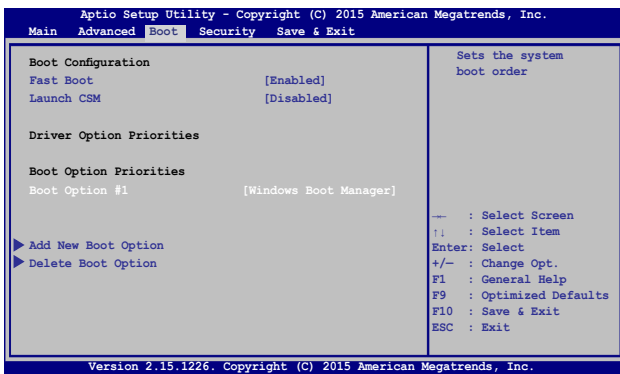 Aptio Setup Utility - Copyright (C) 2015 American Megatrends, Inc.
Main Advanced Boot Security Save & Exit
Boot Configuration
Fast Boot [Enabled]
Launch CSM [Disabled]
Driver Option Priorities
Boot Option Priorities
Boot Option #1 [Windows Boot Manager]
Add New Boot Option
Delete Boot Option
Sets the system
boot order
→← : Select Screen
↑↓ : Select Item
Enter: Select
+/— : Change Opt.
F1 : General Help
F9 : Optimized Defaults
F10 : Save & Exit
ESC : Exit
Version 2.15.1226. Copyright (C) 2015 American Megatrends, Inc.